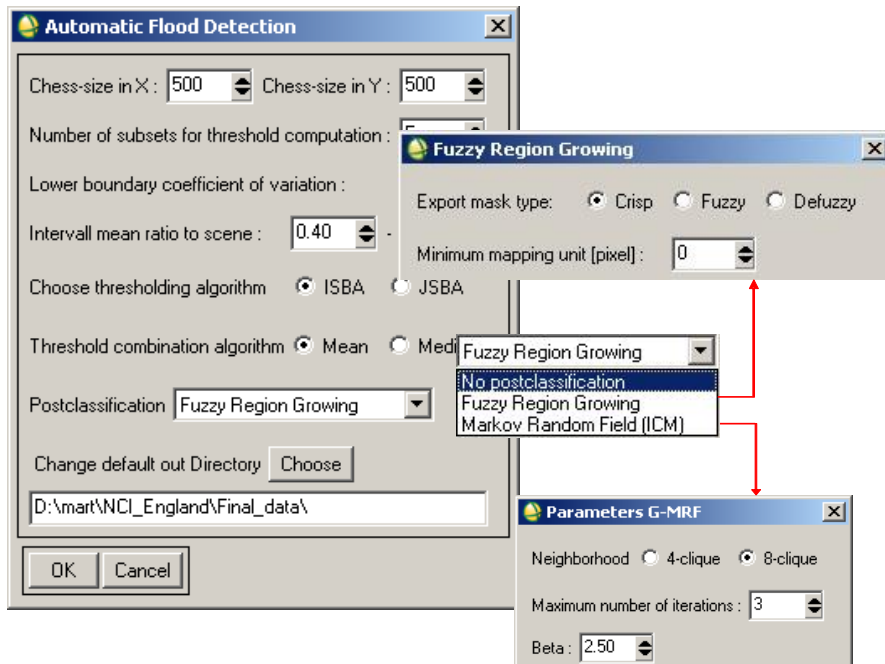 Automatic Flood Detection
Chess-size in X : 500 Chess-size in Y : 500
Number of subsets for threshold computation :
Lower boundary coefficient of variation :
Intervall mean ratio to scene : 0.40 -
Choose thresholding algorithm ISBA JSBA
Threshold combination algorithm Mean Medi
Postclassification Fuzzy Region Growing
Change default out Directory Choose
D:\mart\NCI_England\Final_data\
OK Cancel
Fuzzy Region Growing
Export mask type: Crisp Fuzzy Defuzzy
Minimum mapping unit [pixel] : 0
Fuzzy Region Growing
No postclassification
Fuzzy Region Growing
Markov Random Field (ICM)
Parameters G-MRF
Neighborhood 4-clique 8-clique
Maximum number of iterations : 3
Beta : 2.50